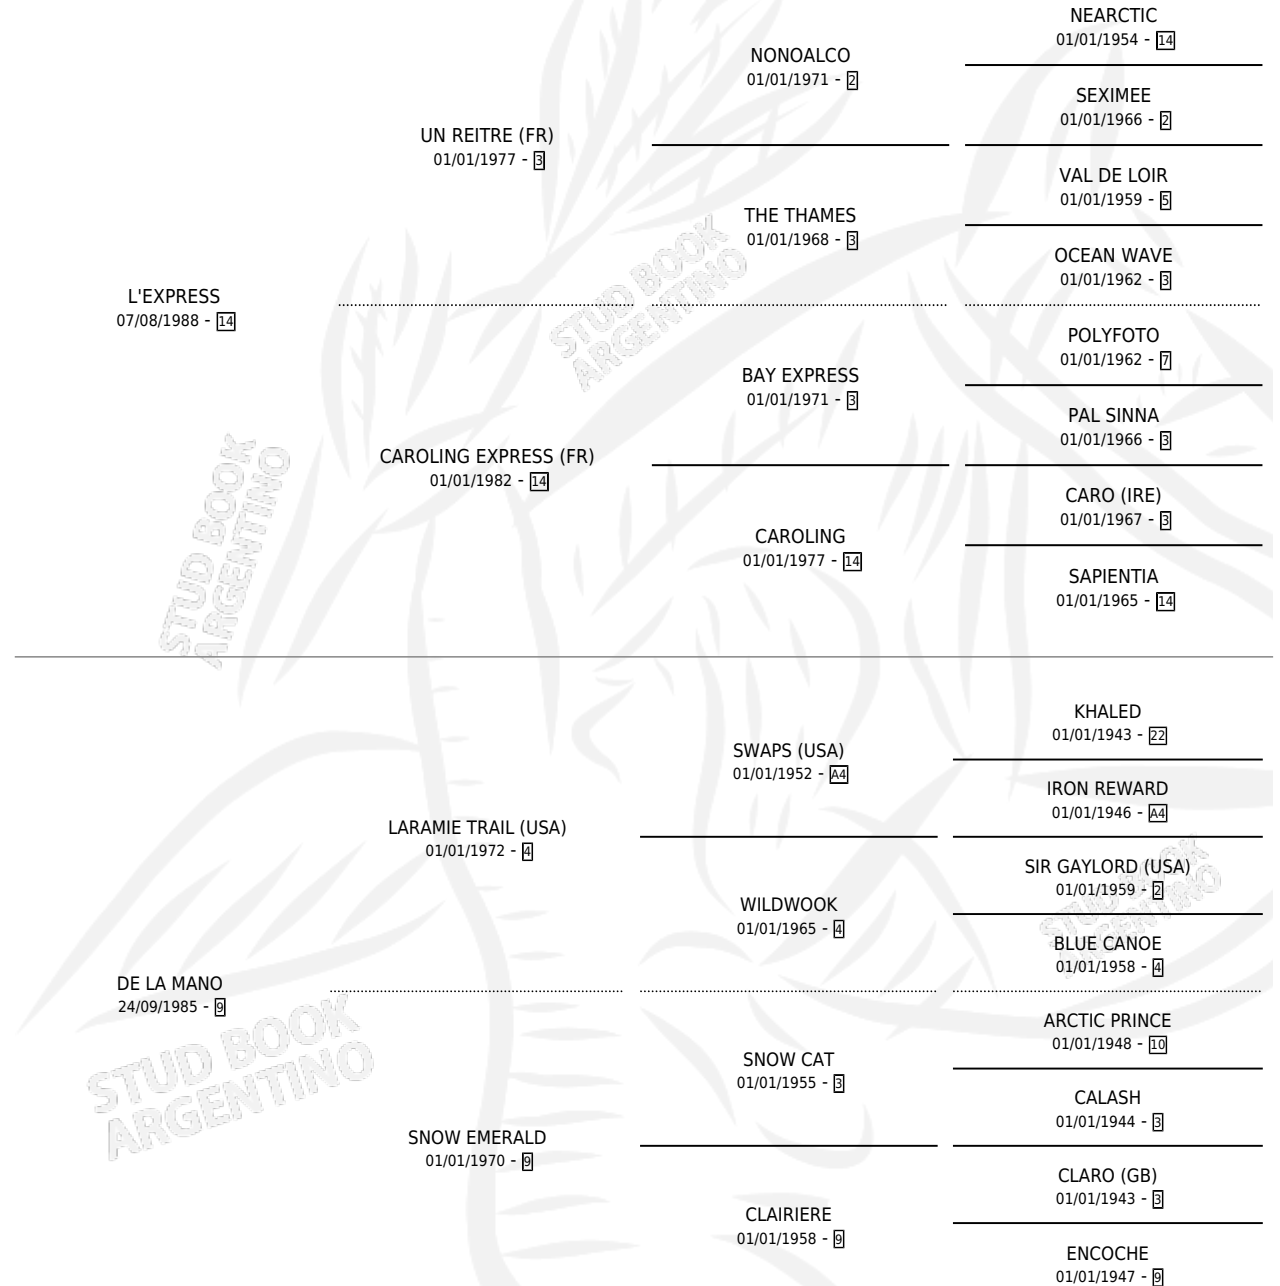 NEARCTIC
01/01/1954 - 14
NONOALCO
01/01/1971 - 2
SEXIMEE
01/01/1966 - 2
UN REITRE (FR)
01/01/1977 - 3
VAL DE LOIR
01/01/1959 - 5
THE THAMES
01/01/1968 - 3
OCEAN WAVE
01/01/1962 - 3
L'EXPRESS
07/08/1988 - 14
POLYFOTO
01/01/1962 - 7
BAY EXPRESS
01/01/1971 - 3
PAL SINNA
01/01/1966 - 3
CAROLING EXPRESS (FR)
01/01/1982 - 14
CARO (IRE)
01/01/1967 - 3
CAROLING
01/01/1977 - 14
SAPIENTIA
01/01/1965 - 14
STUD BOOK
ARGENTINO
STUD BOOK
ARGENTINO
KHALED
01/01/1943 - 22
SWAPS (USA)
01/01/1952 - A4
IRON REWARD
01/01/1946 - A4
LARAMIE TRAIL (USA)
01/01/1972 - 4
SIR GAYLORD (USA)
01/01/1959 - 2
WILDWOOK
01/01/1965 - 4
BLUE CANOE
01/01/1958 - 4
STUD BOOK
ARGENTINO
DE LA MANO
24/09/1985 - 9
ARCTIC PRINCE
01/01/1948 - 10
SNOW CAT
01/01/1955 - 3
CALASH
01/01/1944 - 3
SNOW EMERALD
01/01/1970 - 9
CLARO (GB)
01/01/1943 - 3
CLAIRIERE
01/01/1958 - 9
ENCOCHE
01/01/1947 - 9
STUD BOOK
ARGENTINO